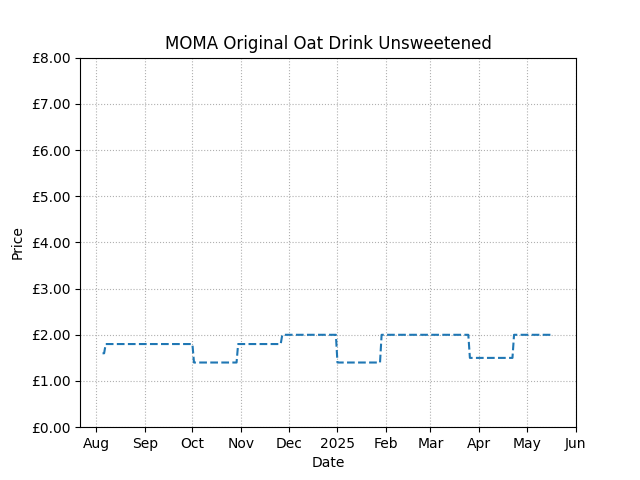 MOMA Original Oat Drink Unsweetened
£8.00
£7.00
£6.00
£5.00
£4.00
£3.00
£2.00
£1.00
£0.00
Price
Aug Sep Oct Nov Dec 2025 Feb Mar Apr May Jun
Date